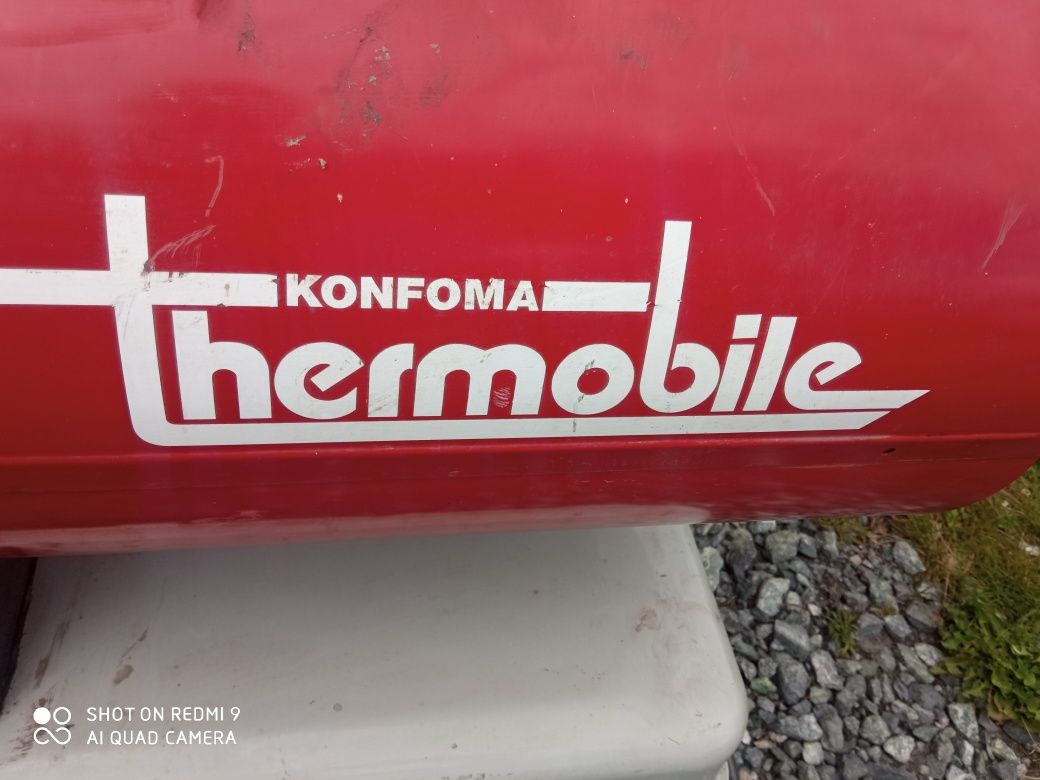 KONFOMA
thermobile
SHOT ON REDMI 9
AI QUAD CAMERA